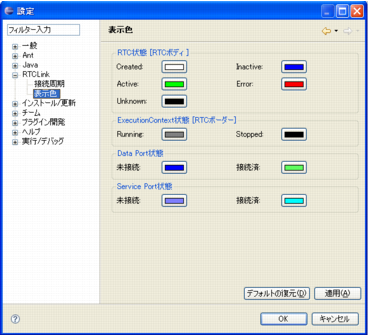 設定
フィルター入力
一般
Ant
Java
RTCLink
接続周期
表示色
インストール/更新
チーム
プラグイン開発
ヘルプ
実行/デバッグ
表示色
RTC状態 [RTCボディ]
Created: Inactive:
Active: Error:
Unknown:
ExecutionContext状態 [RTCボーダー]
Running: Stopped:
Data Port状態
未接続: 接続済:
Service Port状態
未接続: 接続済:
デフォルトの復元(D) 適用(A)
OK キャンセル